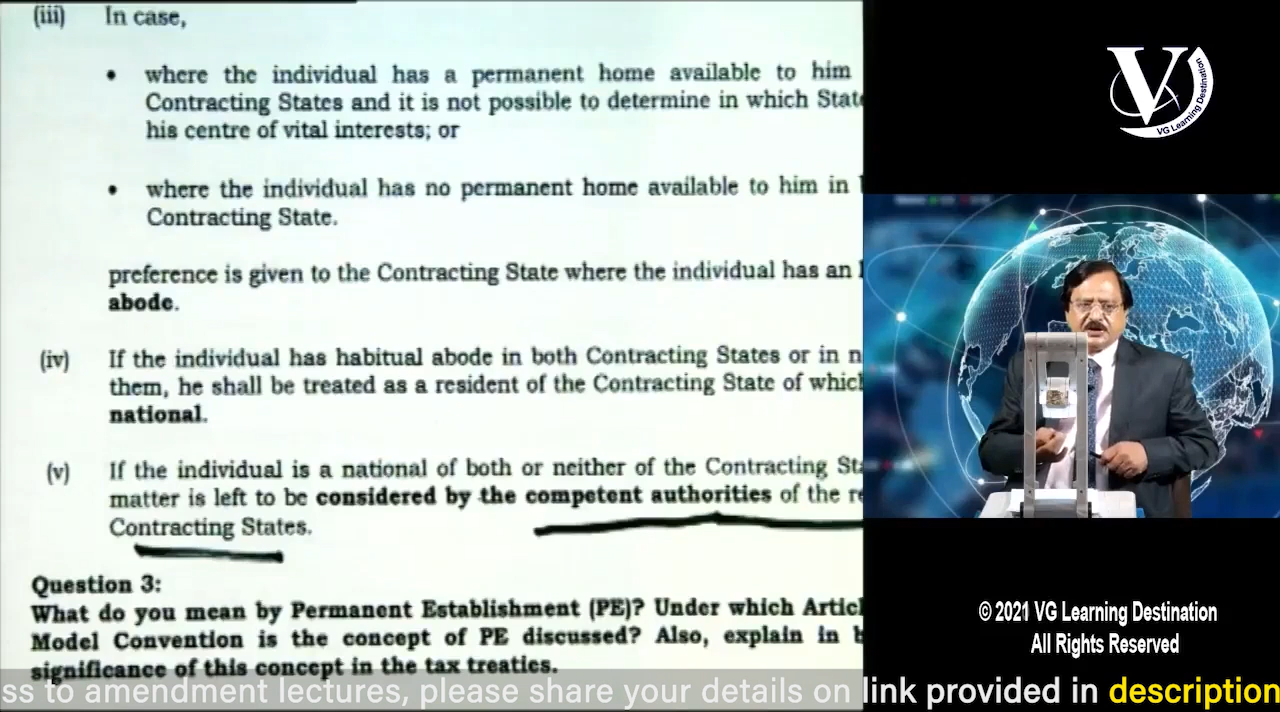 (iii) In case,
• where the individual has a permanent home available to him
Contracting States and it is not possible to determine in which
his centre of vital interests; or
• where the individual has no permanent home available to him in
Contracting State.
preference is given to the Contracting State where the individual has an
abode.
(iv) If the individual has habitual abode in both Contracting States or in
them, he shall be treated as a resident of the Contracting State of
national.
(v) If the individual is a national of both or neither of the Contracting
matter is left to be considered by the competent authorities of the
Contracting States.
Question 3:
What do you mean by Permanent Establishment (PE)? Under which
Model Convention is the concept of PE discussed? Also, explain in
significance of this concept in the tax treaties.
V
VG Learning Destination
© 2021 VG Learning Destination
All Rights Reserved
ss to amendment lectures, please share your details on link provided in description